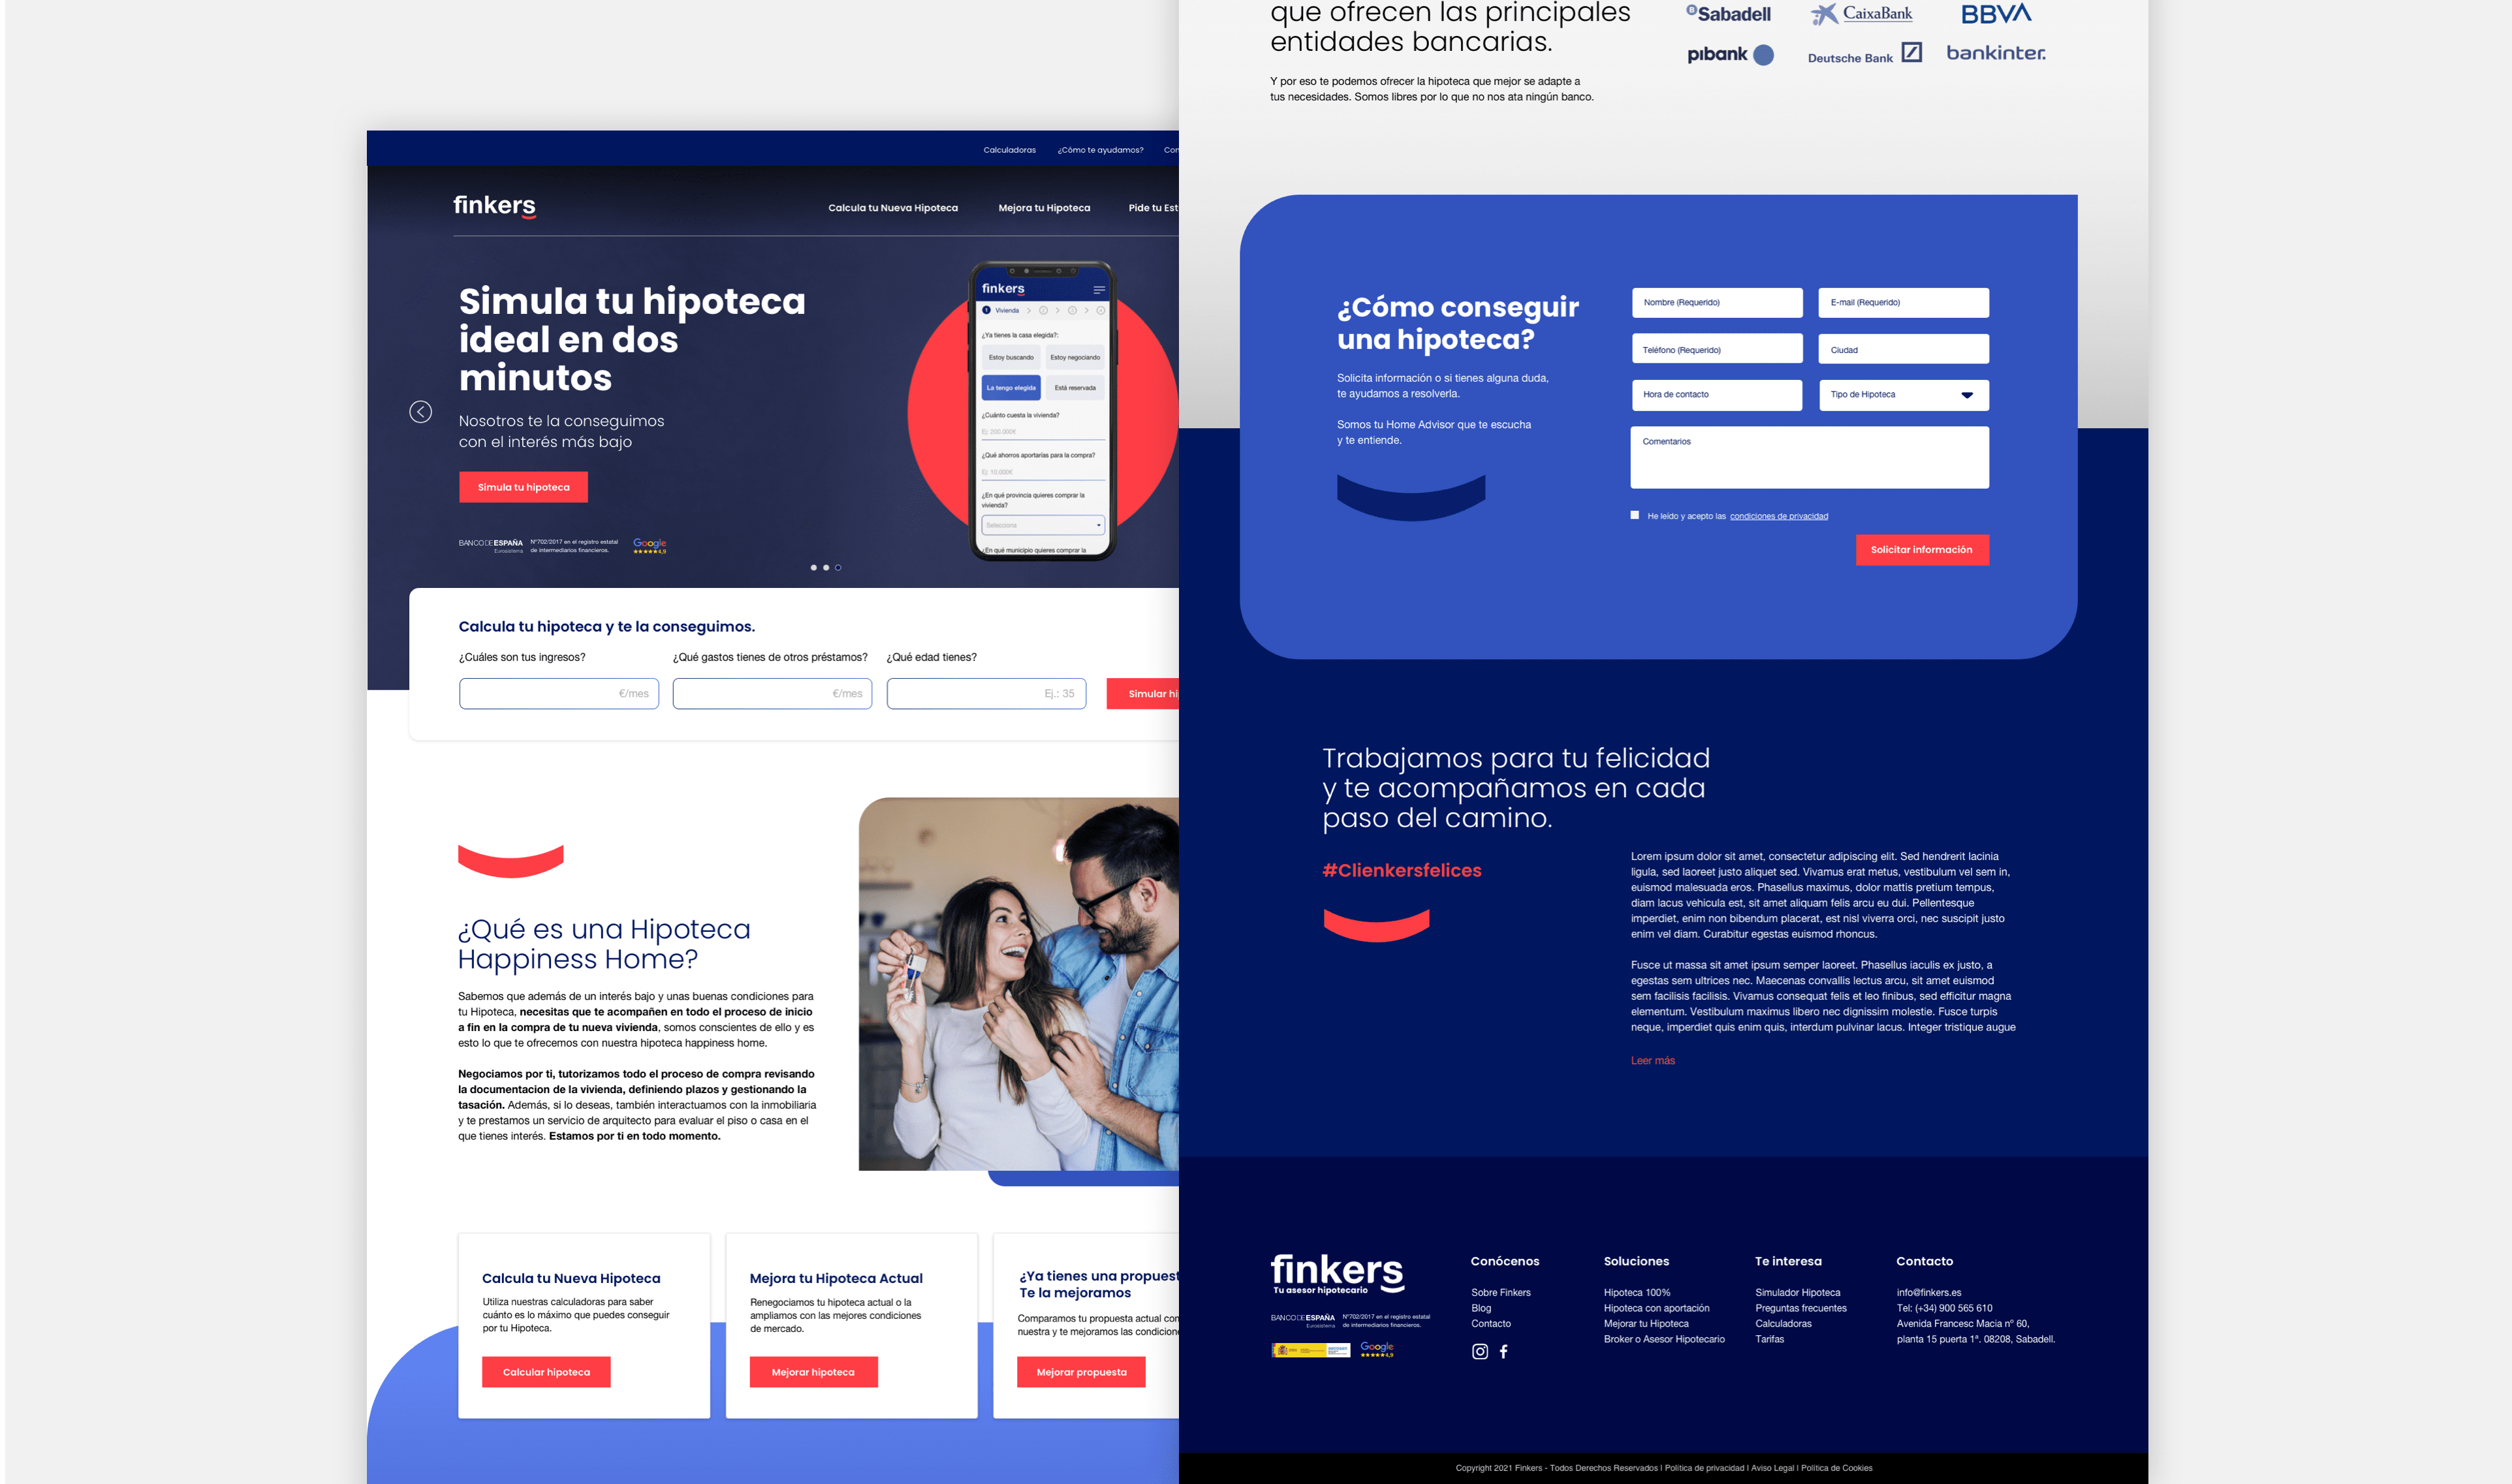 Calculadoras
¿Cómo te ayudamos?
finkers
Calcula tu Nueva Hipoteca
Mejora tu Hipoteca
Pide tu
Simula tu hipoteca
ideal en dos
minutos
Nosotros te la conseguimos
con el interés más bajo
Simula tu hipoteca
BANCODEESPAÑA
Eurosistema
Nº702/2017 en el registro estatal
de intermediarios financieros.
Google
4,9
finkers
1 Vivienda > 2 > 3 > 4
¿Ya tienes la casa elegida?:
Estoy buscando
Estoy negociando
La tengo elegida
Está reservada
¿Cuánto cuesta la vivienda?
Ej: 200.000€
¿Qué ahorros aportarías para la compra?
Ej: 10.000€
¿En qué provincia quieres comprar la
vivienda?
Selecciona
¿En qué municipio quieres comprar la
Calcula tu hipoteca y te la conseguimos.
¿Cuáles son tus ingresos?
¿Qué gastos tienes de otros préstamos?
¿Qué edad tienes?
€/mes
€/mes
Ej.: 35
Simular
¿Qué es una Hipoteca
Happiness Home?
Sabemos que además de un interés bajo y unas buenas condiciones para
tu Hipoteca, necesitas que te acompañen en todo el proceso de inicio
a fin en la compra de tu nueva vivienda, somos conscientes de ello y es
esto lo que te ofrecemos con nuestra hipoteca happiness home.
Negociamos por ti, tutorizamos todo el proceso de compra revisando
la documentacion de la vivienda, definiendo plazos y gestionando la
tasación. Además, si lo deseas, también interactuamos con la inmobiliaria
y te prestamos un servicio de arquitecto para evaluar el piso o casa en el
que tienes interés. Estamos por ti en todo momento.
Calcula tu Nueva Hipoteca
Utiliza nuestras calculadoras para saber
cuánto es lo máximo que puedes conseguir
por tu Hipoteca.
Calcular hipoteca
Mejora tu Hipoteca Actual
Renegociamos tu hipoteca actual o la
ampliamos con las mejores condiciones
de mercado.
Mejorar hipoteca
¿Ya tienes una propuest
Te la mejoramos
Comparamos tu propuesta actual con
nuestra y te mejoramos las condicione
Mejorar propuesta
que ofrecen las principales
entidades bancarias.
Y por eso te podemos ofrecer la hipoteca que mejor se adapte a
tus necesidades. Somos libres por lo que no nos ata ningún banco.
Sabadell
CaixaBank
BBVA
pibank
Deutsche Bank
bankinter.
¿Cómo conseguir
una hipoteca?
Solicita información o si tienes alguna duda,
te ayudamos a resolverla.
Somos tu Home Advisor que te escucha
y te entiende.
Nombre (Requerido)
E-mail (Requerido)
Teléfono (Requerido)
Ciudad
Hora de contacto
Tipo de Hipoteca
Comentarios
He leído y acepto las condiciones de privacidad
Solicitar información
Trabajamos para tu felicidad
y te acompañamos en cada
paso del camino.
#Clienkersfelices
Lorem ipsum dolor sit amet, consectetur adipiscing elit. Sed hendrerit lacinia
ligula, sed laoreet justo aliquet sed. Vivamus erat metus, vestibulum vel sem in,
euismod malesuada eros. Phasellus maximus, dolor mattis pretium tempus,
diam lacus vehicula est, sit amet aliquam felis arcu eu dui. Pellentesque
imperdiet, enim non bibendum placerat, est nisl viverra orci, nec suscipit justo
enim vel diam. Curabitur egestas euismod rhoncus.
Fusce ut massa sit amet ipsum semper laoreet. Phasellus iaculis ex justo, a
egestas sem ultrices nec. Maecenas convallis lectus arcu, sit amet euismod
sem facilisis facilisis. Vivamus consequat felis et leo finibus, sed efficitur magna
elementum. Vestibulum maximus libero nec dignissim molestie. Fusce turpis
neque, imperdiet quis enim quis, interdum pulvinar lacus. Integer tristique augue
Leer más
finkers
Tu asesor hipotecario
BANCODEESPAÑA
Eurosistema
Nº702/2017 en el registro estatal
de intermediarios financieros.
Google
4,9
Conócenos
Sobre Finkers
Blog
Contacto
Soluciones
Hipoteca 100%
Hipoteca con aportación
Mejorar tu Hipoteca
Broker o Asesor Hipotecario
Te interesa
Simulador Hipoteca
Preguntas frecuentes
Calculadoras
Tarifas
Contacto
info@finkers.es
Tel: (+34) 900 565 610
Avenida Francesc Macia nº 60,
planta 15 puerta 1ª. 08208, Sabadell.
Copyright 2021 Finkers - Todos Derechos Reservados | Política de privacidad | Aviso Legal | Política de Cookies